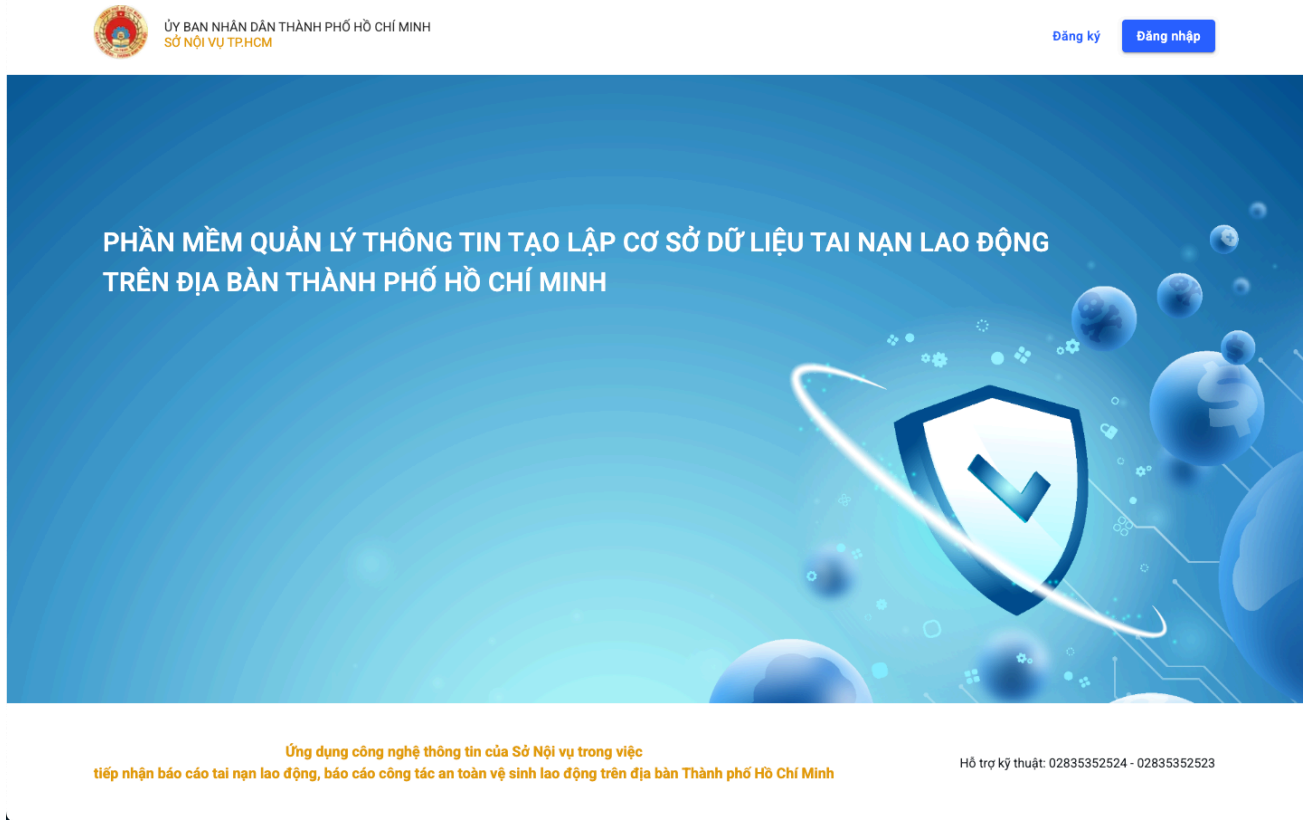 ỦY BAN NHÂN DÂN THÀNH PHỐ HỒ CHÍ MINH
SỞ NỘI VỤ TP.HCM
Đăng ký
Đăng nhập
PHẦN MỀM QUẢN LÝ THÔNG TIN TẠO LẬP CƠ SỞ DỮ LIỆU TAI NẠN LAO ĐỘNG
TRÊN ĐỊA BÀN THÀNH PHỐ HỒ CHÍ MINH
Ứng dụng công nghệ thông tin của Sở Nội vụ trong việc
tiếp nhận báo cáo tai nạn lao động, báo cáo công tác an toàn vệ sinh lao động trên địa bàn Thành phố Hồ Chí Minh
Hỗ trợ kỹ thuật: 02835352524 - 02835352523